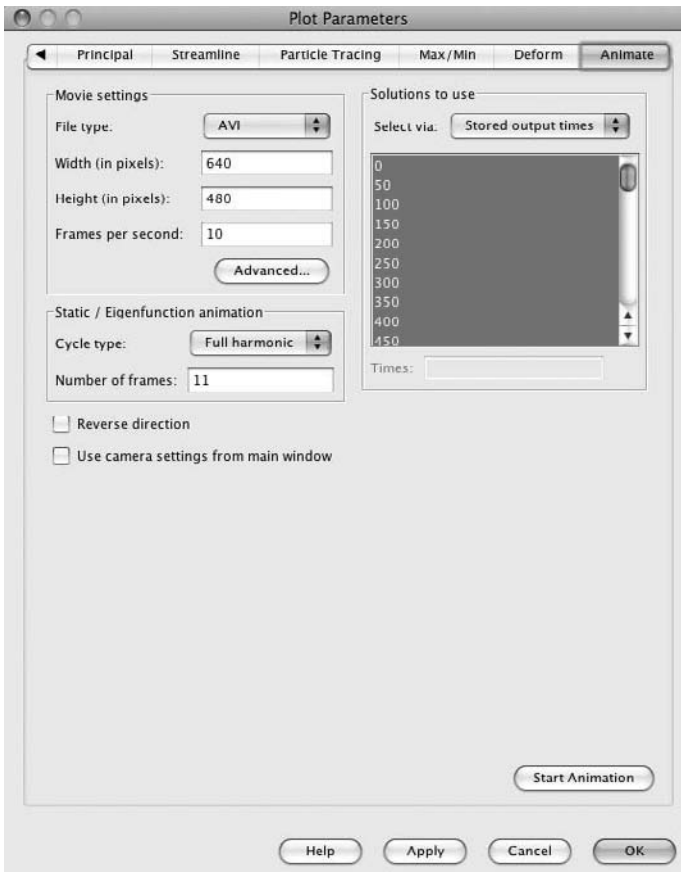 Plot Parameters
Principal Streamline Particle Tracing Max/Min Deform Animate
Movie settings
File type: AVI
Width (in pixels): 640
Height (in pixels): 480
Frames per second: 10
Advanced...
Static / Eigenfunction animation
Cycle type: Full harmonic
Number of frames: 11
Reverse direction
Use camera settings from main window
Solutions to use
Select via: Stored output times
0
50
100
150
200
250
300
350
400
450
Times:
Start Animation
Help Apply Cancel OK